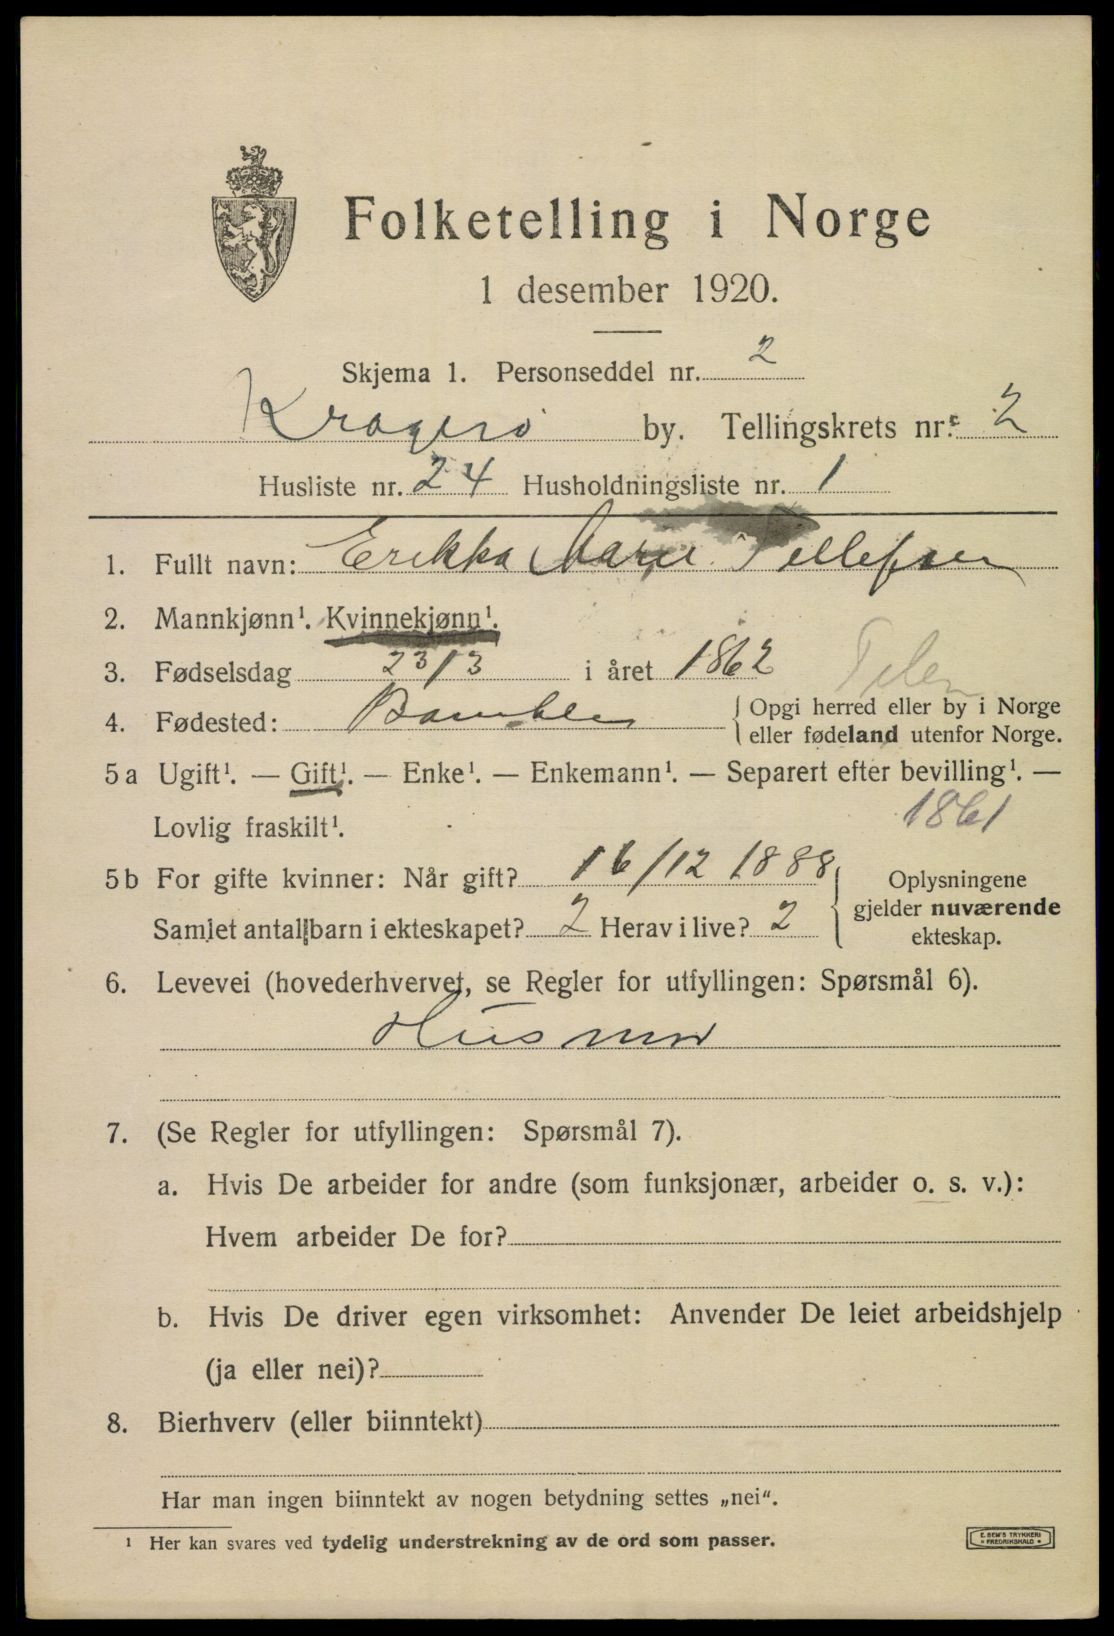 Folketelling i Norge
1 desember 1920.
Skjema 1. Personseddel nr. 2
Kragerø by. Tellingskrets nr. 2
Husliste nr. 24 Husholdningsliste nr. 1
1. Fullt navn: Erikka Marie Tellefsen
2. Mannkjønn¹. Kvinnekjønn¹.
3. Fødselsdag 23/3 i året 1862
4. Fødested: Bamble { Opgi herred eller by i Norge
eller fødeland utenfor Norge.
Telem
5 a Ugift¹. — Gift¹. — Enke¹. — Enkemann¹. — Separert efter bevilling¹. —
Lovlig fraskilt¹.
1861
5 b For gifte kvinner: Når gift? 16/12 1888
Samlet antal barn i ekteskapet? 2 Herav i live? 2
Oplysningene
gjelder nuværende
ekteskap.
6. Levevei (hovederhvervet, se Regler for utfyllingen: Spørsmål 6).
Husmor
7. (Se Regler for utfyllingen: Spørsmål 7).
a. Hvis De arbeider for andre (som funksjonær, arbeider o. s. v.):
Hvem arbeider De for?
b. Hvis De driver egen virksomhet: Anvender De leiet arbeidshjelp
(ja eller nei)?
8. Bierhverv (eller biinntekt)
Har man ingen biinntekt av nogen betydning settes „nei“.
¹ Her kan svares ved tydelig understrekning av de ord som passer.
E. SEM'S TRYKKERI
FREDRIKSHALD